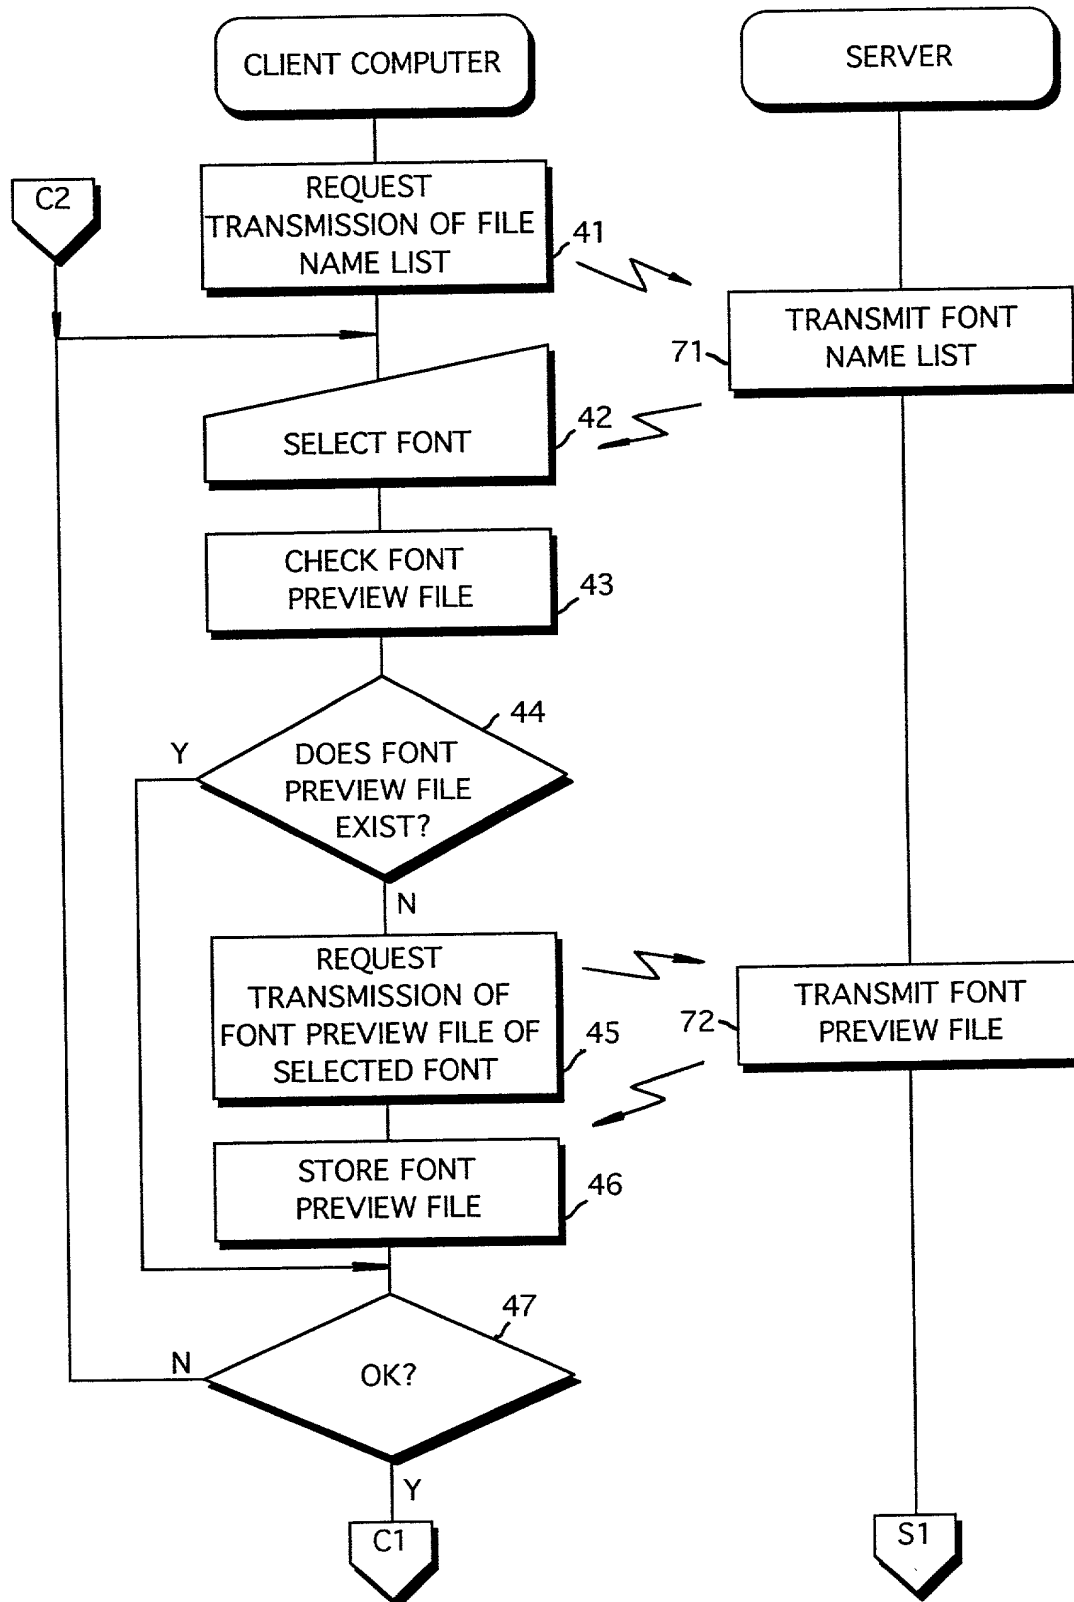 CLIENT COMPUTER
SERVER
C2
REQUEST
TRANSMISSION OF FILE
NAME LIST
41
TRANSMIT FONT
NAME LIST
71
SELECT FONT
42
CHECK FONT
PREVIEW FILE
43
44
Y
DOES FONT
PREVIEW FILE
EXIST?
N
REQUEST
TRANSMISSION OF
FONT PREVIEW FILE OF
SELECTED FONT
45
TRANSMIT FONT
PREVIEW FILE
72
STORE FONT
PREVIEW FILE
46
47
N
OK?
Y
C1
S1